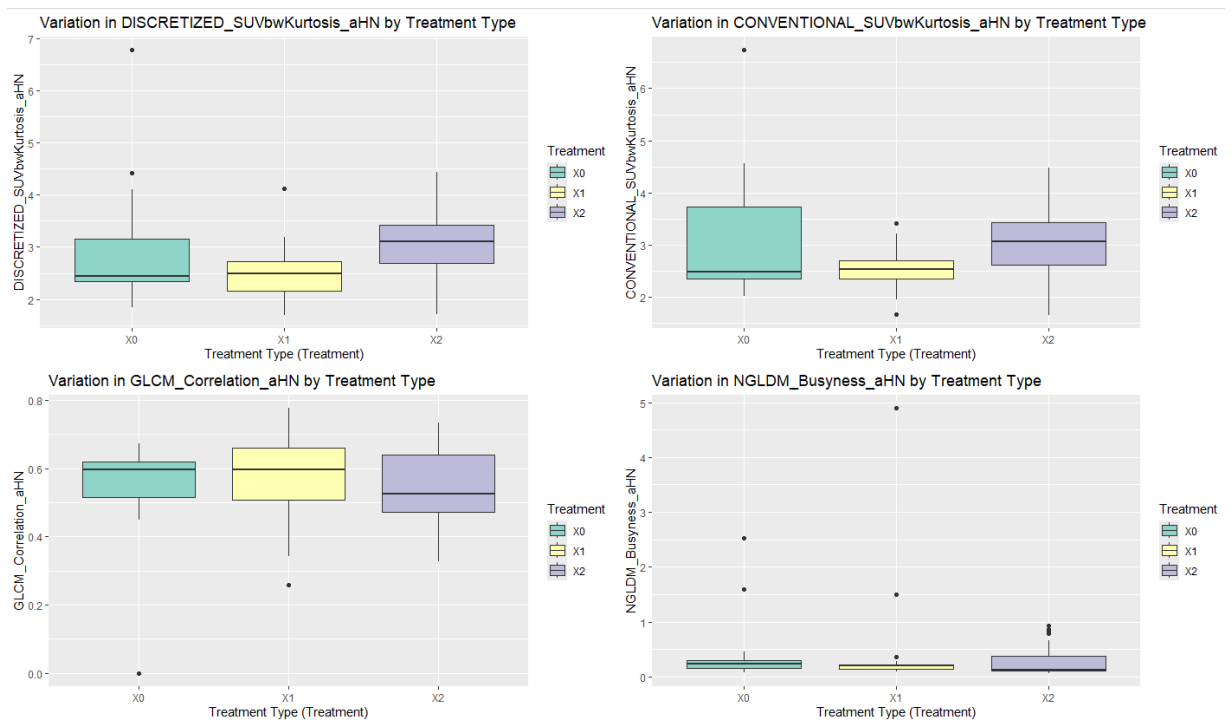 Variation in DISCRETIZED_SUVbwKurtosis_aHN by Treatment Type
DISCRETIZED_SUVbwKurtosis_aHN
7
6
5
4
3
2
X0
X1
X2
Treatment Type (Treatment)
Treatment
X0
X1
X2
Variation in CONVENTIONAL_SUVbwKurtosis_aHN by Treatment Type
CONVENTIONAL_SUVbwKurtosis_aHN
6
5
4
3
2
X0
X1
X2
Treatment Type (Treatment)
Treatment
X0
X1
X2
Variation in GLCM_Correlation_aHN by Treatment Type
GLCM_Correlation_aHN
0.8
0.6
0.4
0.2
0.0
X0
X1
X2
Treatment Type (Treatment)
Treatment
X0
X1
X2
Variation in NGLDM_Busyness_aHN by Treatment Type
NGLDM_Busyness_aHN
5
4
3
2
1
0
X0
X1
X2
Treatment Type (Treatment)
Treatment
X0
X1
X2